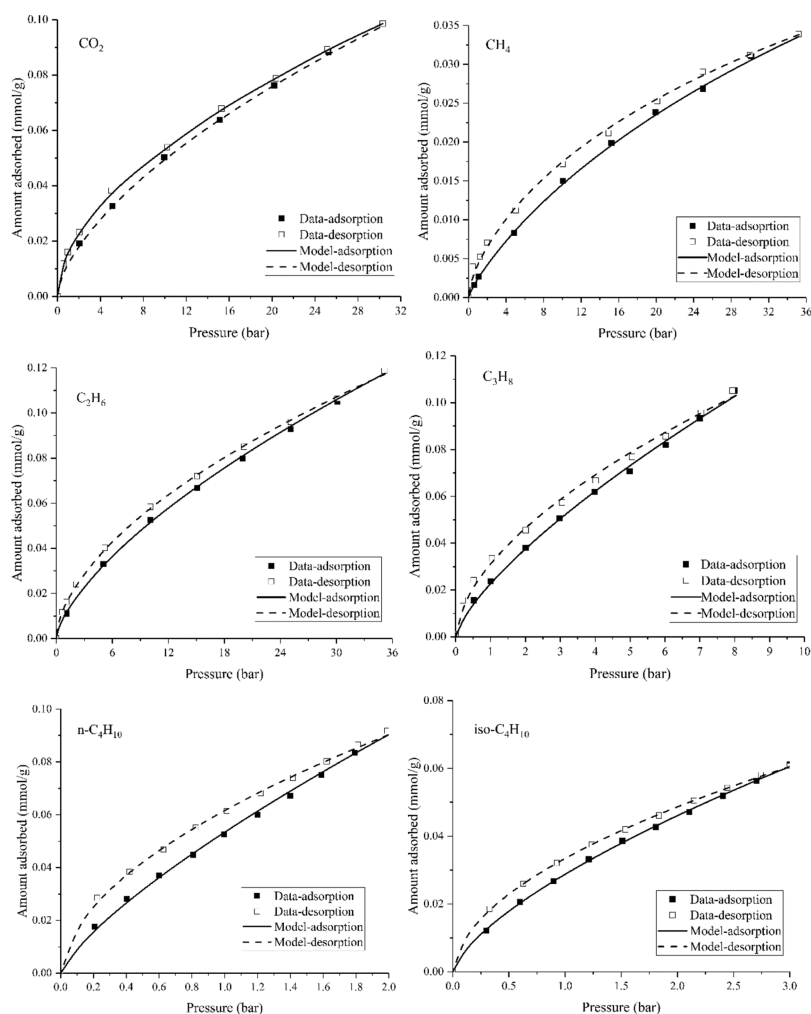 CO2
Amount adsorbed (mmol/g)
0.10
0.08
0.06
0.04
0.02
0.00
Data-adsorption
Data-desorption
Model-adsorption
Model-desorption
0 4 8 12 16 20 24 28 32
Pressure (bar)
CH4
Amount adsorbed (mmol/g)
0.035
0.030
0.025
0.020
0.015
0.010
0.005
0.000
Data-adsorption
Data-desorption
Model-adsorption
Model-desorption
0 4 8 12 16 20 24 28 32 36
Pressure (bar)
C2H6
Amount adsorbed (mmol/g)
0.12
0.10
0.08
0.06
0.04
0.02
0.00
Data-adsorption
Data-desorption
Model-adsorption
Model-desorption
0 6 12 18 24 30 36
Pressure (bar)
C3H8
Amount adsorbed (mmol/g)
0.12
0.10
0.08
0.06
0.04
0.02
0.00
Data-adsorption
Data-desorption
Model-adsorption
Model-desorption
0 1 2 3 4 5 6 7 8 9 10
Pressure (bar)
n-C4H10
Amount adsorbed (mmol/g)
0.10
0.08
0.06
0.04
0.02
0.00
Data-adsorption
Data-desorption
Model-adsorption
Model-desorption
0.0 0.2 0.4 0.6 0.8 1.0 1.2 1.4 1.6 1.8 2.0
Pressure (bar)
iso-C4H10
Amount adsorbed (mmol/g)
0.08
0.06
0.04
0.02
0.00
Data-adsorption
Data-desorption
Model-adsorption
Model-desorption
0.0 0.5 1.0 1.5 2.0 2.5 3.0
Pressure (bar)